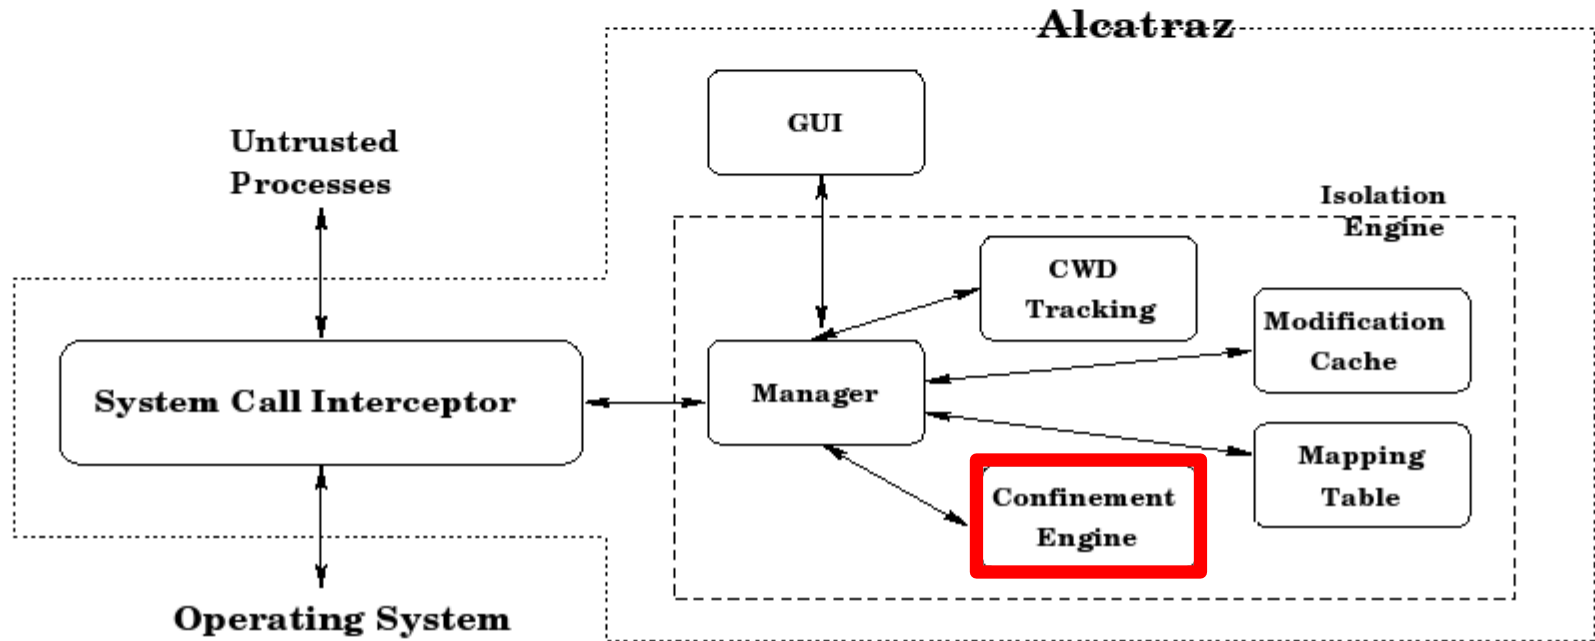 Alcatraz
GUI
Untrusted
Processes
Isolation
Engine
CWD
Tracking
Modification
Cache
System Call Interceptor
Manager
Mapping
Table
Confinement
Engine
Operating System